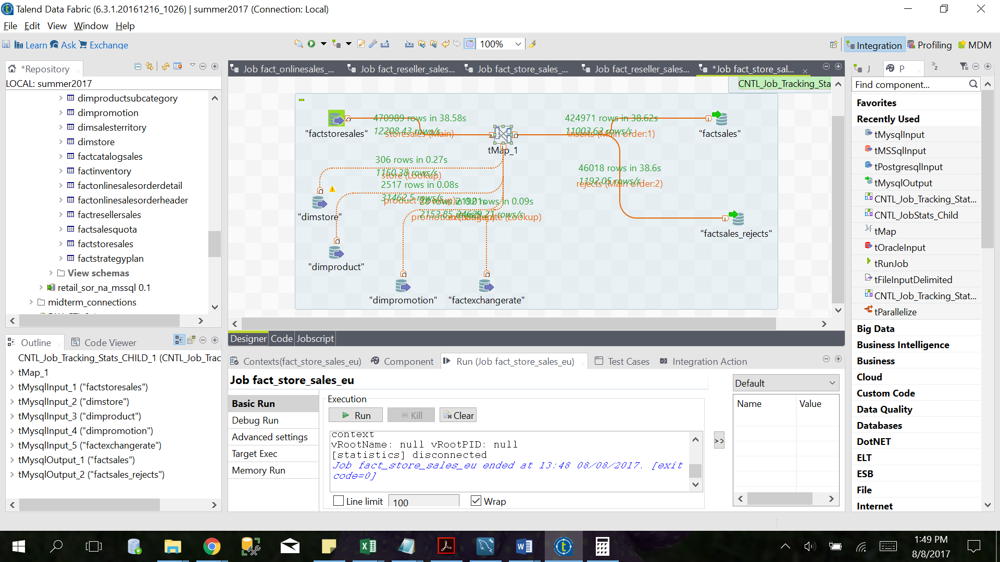 Talend Data Fabric (6.3.1.20161216_1026) | summer2017 (Connection: Local)
File Edit View Window Help
Learn Ask Exchange
100%
Integration Profiling MDM
*Repository
LOCAL: summer2017
dimproductsubcategory
dimpromotion
dimsalesterritory
dimstore
factcatalogsales
factinventory
factonlinesalesorderdetail
factonlinesalesorderheader
factresellersales
factsalesquota
factstoresales
factstrategyplan
View schemas
retail_sor_na_mssql 0.1
midterm_connections
Outline Code Viewer
CNTL_Job_Tracking_Stats_CHILD_1 (CNTL_Job_Trac
tMap_1
tMysqlInput_1 ("factstoresales")
tMysqlInput_2 ("dimstore")
tMysqlInput_3 ("dimproduct")
tMysqlInput_4 ("dimpromotion")
tMysqlInput_5 ("factexchangerate")
tMysqlOutput_1 ("factsales")
tMysqlOutput_2 ("factsales_rejects")
Job fact_onlinesales_... Job fact_reseller_sales... Job fact_store_sales_... Job fact_reseller_sales... *Job fact_store_sal...
CNTL_Job_Tracking_Sta
470989 rows in 38.58s
12208.43 rows/s
storesales (Main)
"factstoresales"
tMap_1
424971 rows in 38.62s
11003.62 rows/s
inserts (Main order:1)
"factsales"
306 rows in 0.27s
1150.38 rows/s
store (Lookup)
2517 rows in 0.08s
31462.5 rows/s
product (Lookup)
46018 rows in 38.6s
1192.05 rows/s
rejects (Main order:2)
rows in 0.09s
2153.85
(Lookup)
"dimstore"
"factsales_rejects"
"dimproduct"
"dimpromotion"
"factexchangerate"
Designer Code Jobscript
Contexts(fact_store_sales_eu) Component Run (Job fact_store_sales_eu) Test Cases Integration Action
Job fact_store_sales_eu
Basic Run
Debug Run
Advanced settings
Target Exec
Memory Run
Execution
Run Kill Clear
context
vRootName: null vRootPID: null
[statistics] disconnected
Job fact_store_sales_eu ended at 13:48 08/08/2017. [exit
code=0]
Line limit 100 Wrap
>>
Default
Name Value
J P »2
Find component...
Favorites
Recently Used
tMysqlInput
tMSSqlInput
tPostgresqlInput
tMysqlOutput
CNTL_Job_Tracking_Stat...
CNTL_JobStats_Child
tMap
tOracleInput
tRunJob
tFileInputDelimited
CNTL_Job_Tracking_Stat...
tParallelize
Big Data
Business Intelligence
Business
Cloud
Custom Code
Data Quality
Databases
DotNET
ELT
ESB
File
Internet
1:49 PM
8/8/2017